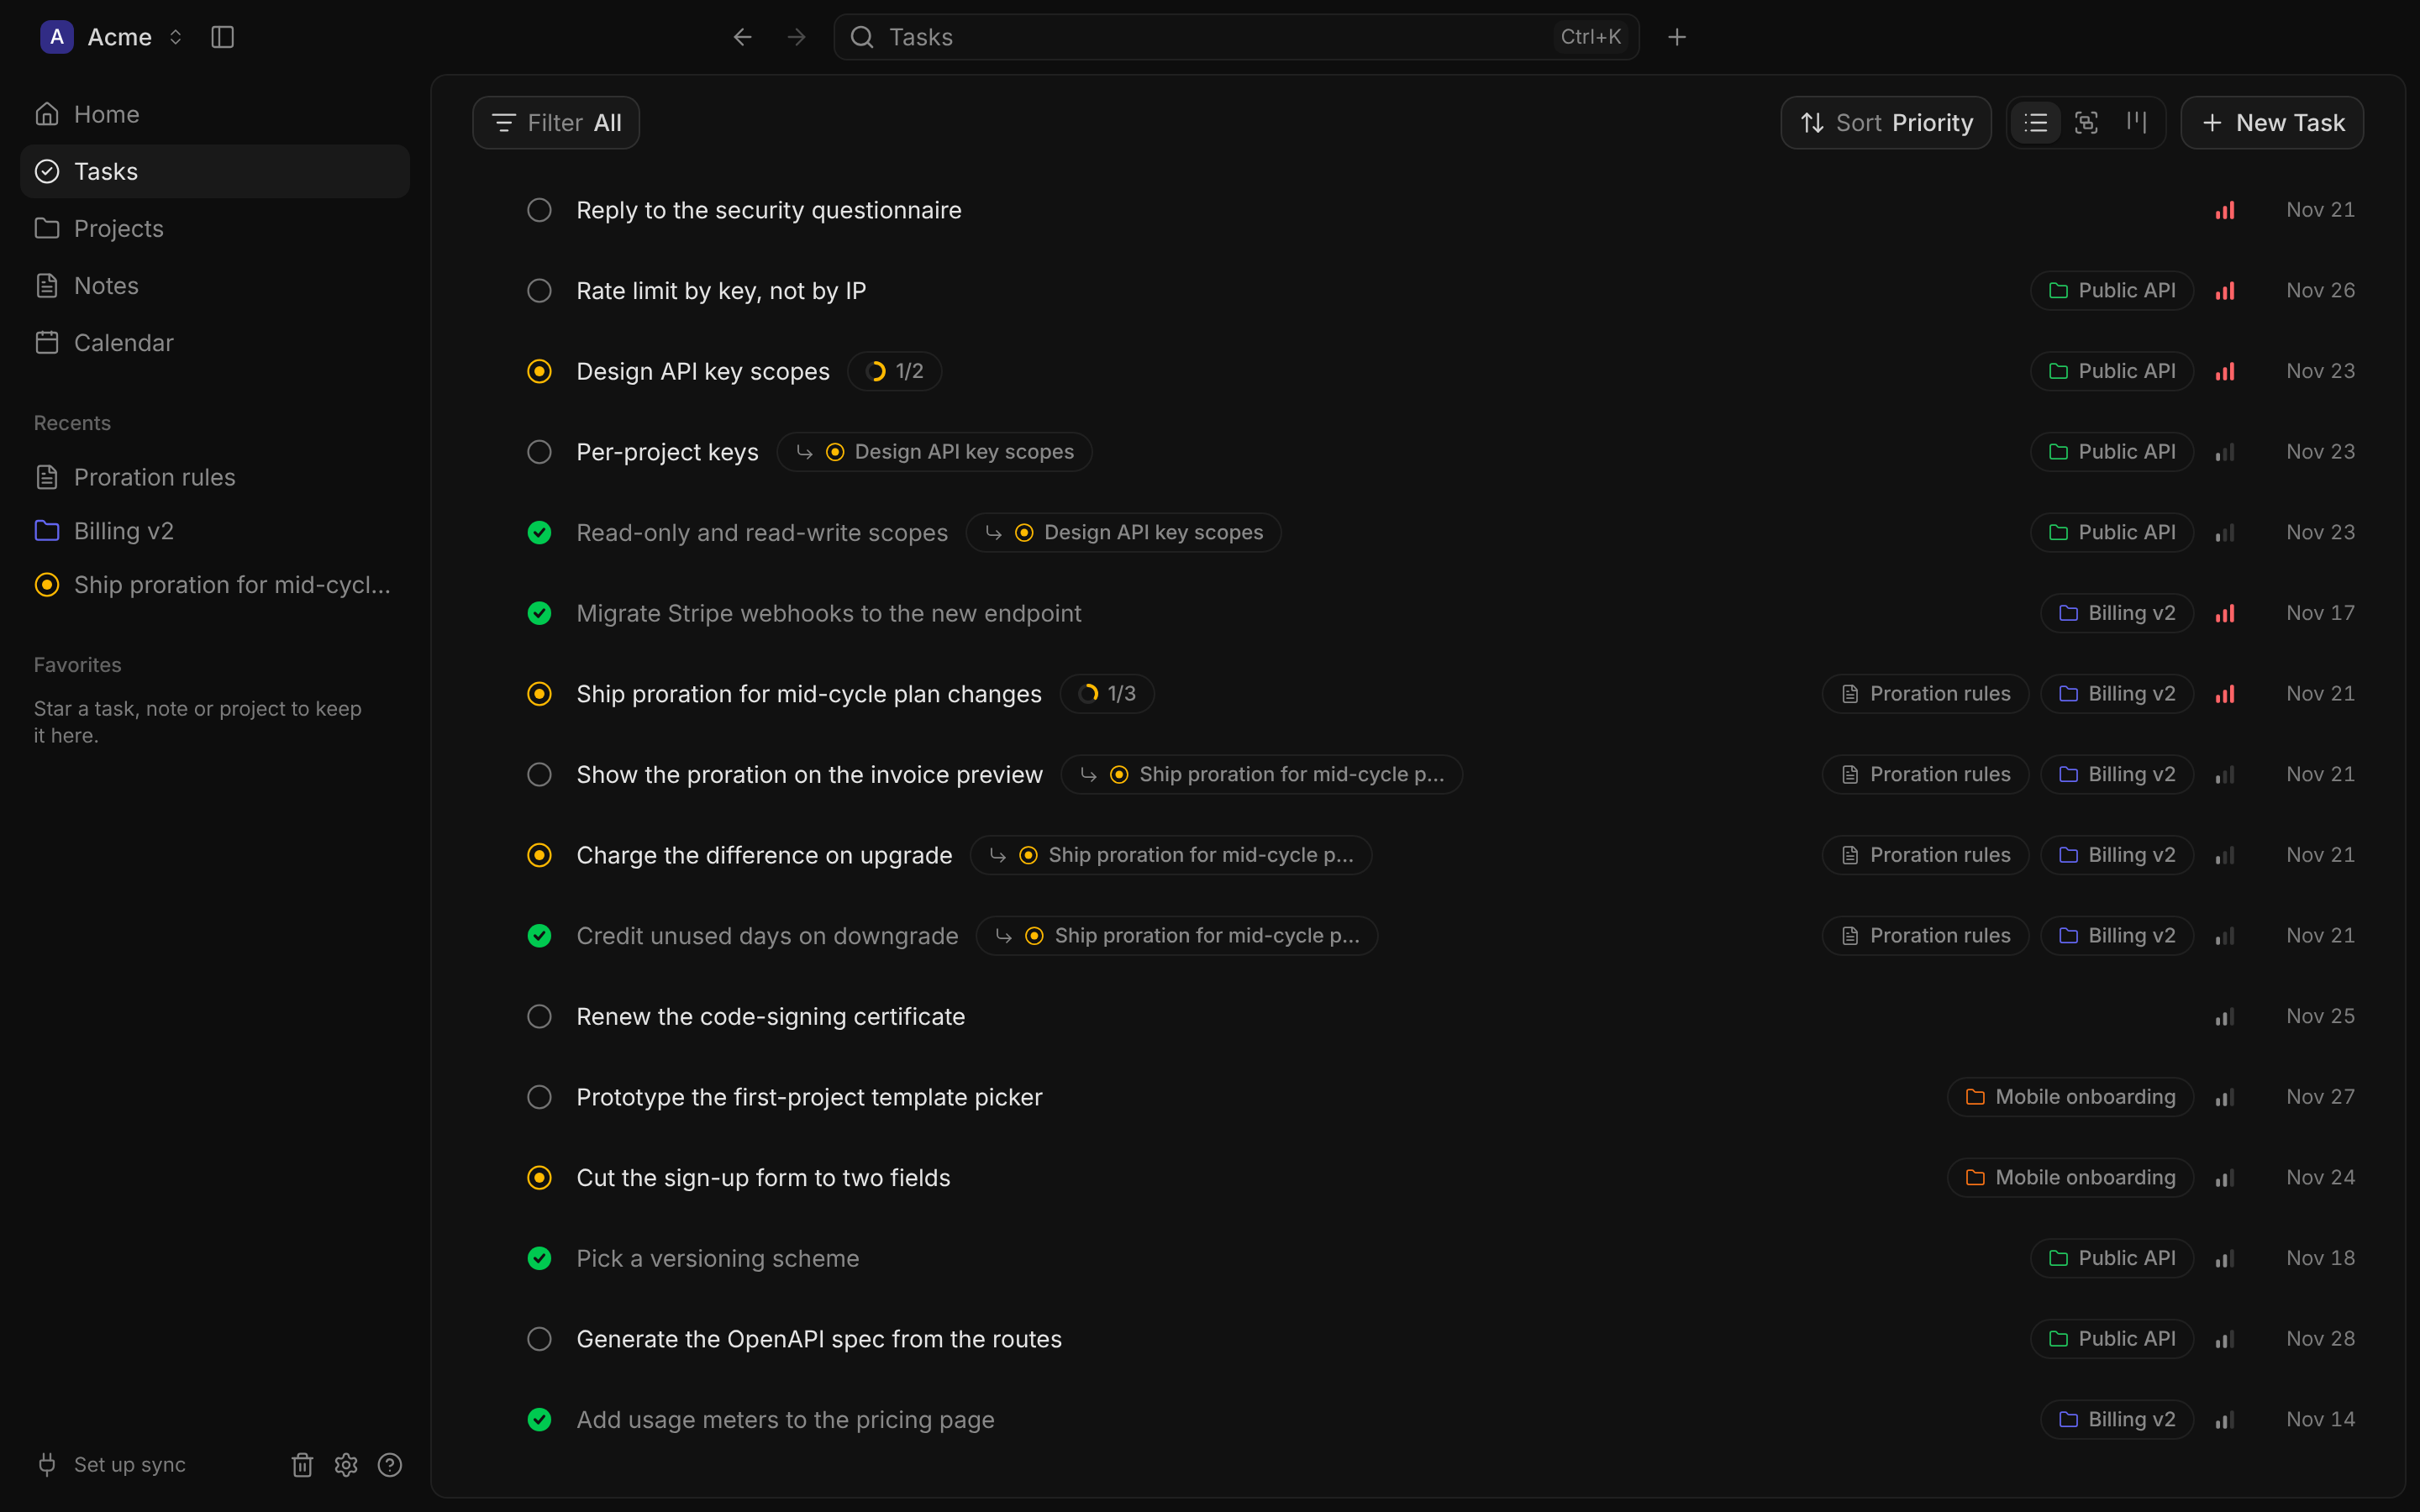 A Acme
Tasks Ctrl+K
Home
Tasks
Projects
Notes
Calendar
Recents
Proration rules
Billing v2
Ship proration for mid-cycl...
Favorites
Star a task, note or project to keep
it here.
Set up sync
Filter All
Sort Priority
New Task
Reply to the security questionnaire Nov 21
Rate limit by key, not by IP Public API Nov 26
Design API key scopes 1/2 Public API Nov 23
Per-project keys Design API key scopes Public API Nov 23
Read-only and read-write scopes Design API key scopes Public API Nov 23
Migrate Stripe webhooks to the new endpoint Billing v2 Nov 17
Ship proration for mid-cycle plan changes 1/3 Proration rules Billing v2 Nov 21
Show the proration on the invoice preview Ship proration for mid-cycle p... Proration rules Billing v2 Nov 21
Charge the difference on upgrade Ship proration for mid-cycle p... Proration rules Billing v2 Nov 21
Credit unused days on downgrade Ship proration for mid-cycle p... Proration rules Billing v2 Nov 21
Renew the code-signing certificate Nov 25
Prototype the first-project template picker Mobile onboarding Nov 27
Cut the sign-up form to two fields Mobile onboarding Nov 24
Pick a versioning scheme Public API Nov 18
Generate the OpenAPI spec from the routes Public API Nov 28
Add usage meters to the pricing page Billing v2 Nov 14